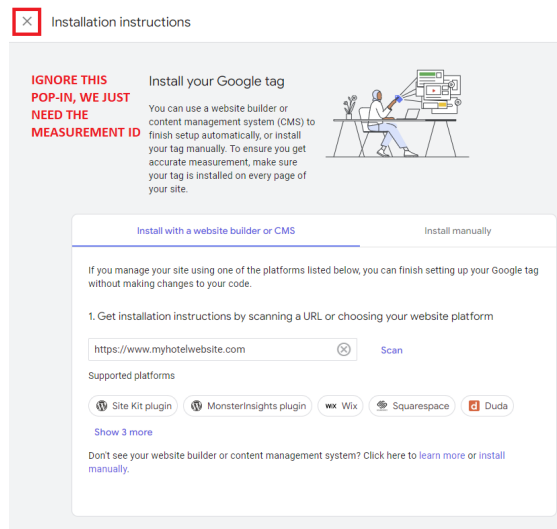 Installation instructions
IGNORE THIS
POP-IN, WE JUST
NEED THE
MEASUREMENT ID
Install your Google tag
You can use a website builder or
content management system (CMS) to
finish setup automatically, or install
your tag manually. To ensure you get
accurate measurement, make sure
your tag is installed on every page of
your site.
Install with a website builder or CMS
Install manually
If you manage your site using one of the platforms listed below, you can finish setting up your Google tag
without making changes to your code.
1. Get installation instructions by scanning a URL or choosing your website platform
https://www.myhotelwebsite.com
Scan
Supported platforms
Site Kit plugin
MonsterInsights plugin
WIX Wix
Squarespace
d Duda
Show 3 more
Don't see your website builder or content management system? Click here to learn more or install
manually.